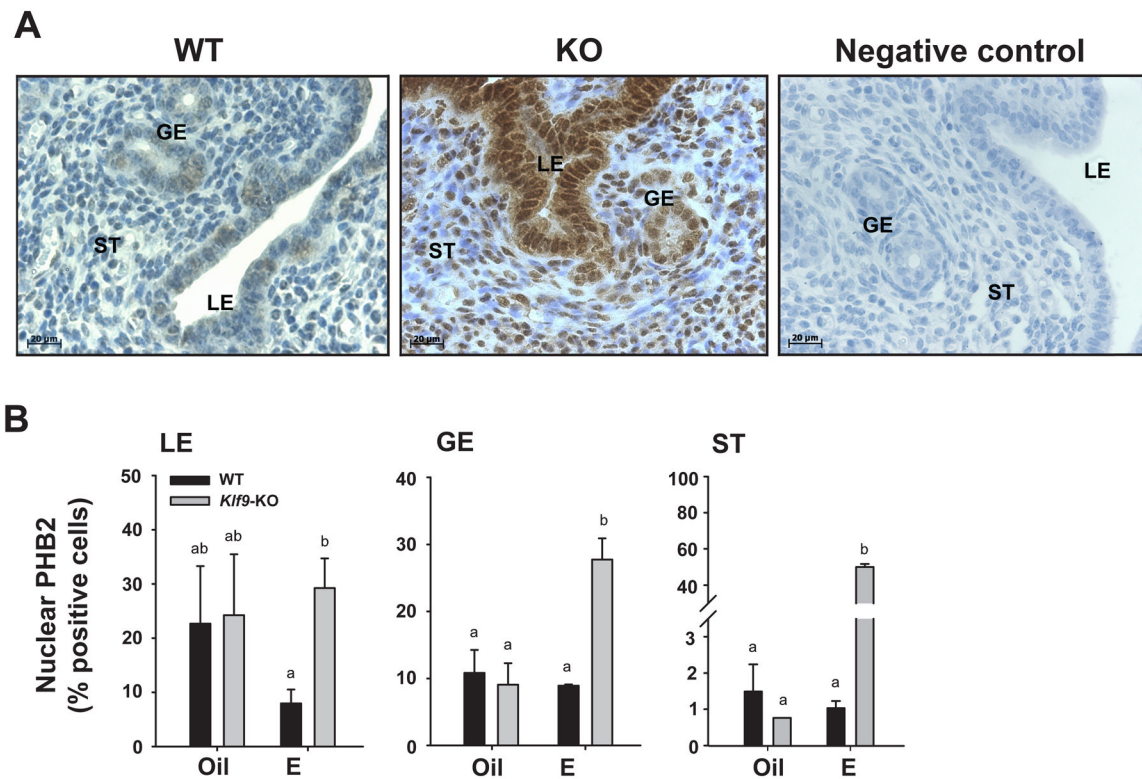 A
WT
KO
Negative control
GE
ST
LE
20 µm
LE
GE
ST
20 µm
LE
GE
ST
20 µm
B
LE
GE
ST
Nuclear PHB2
(% positive cells)
50
40
30
20
10
0
WT
Klf9-KO
ab
ab
a
b
Oil
E
40
30
20
10
0
a
a
a
b
Oil
E
100
80
60
40
3
2
1
0
a
a
a
b
Oil
E